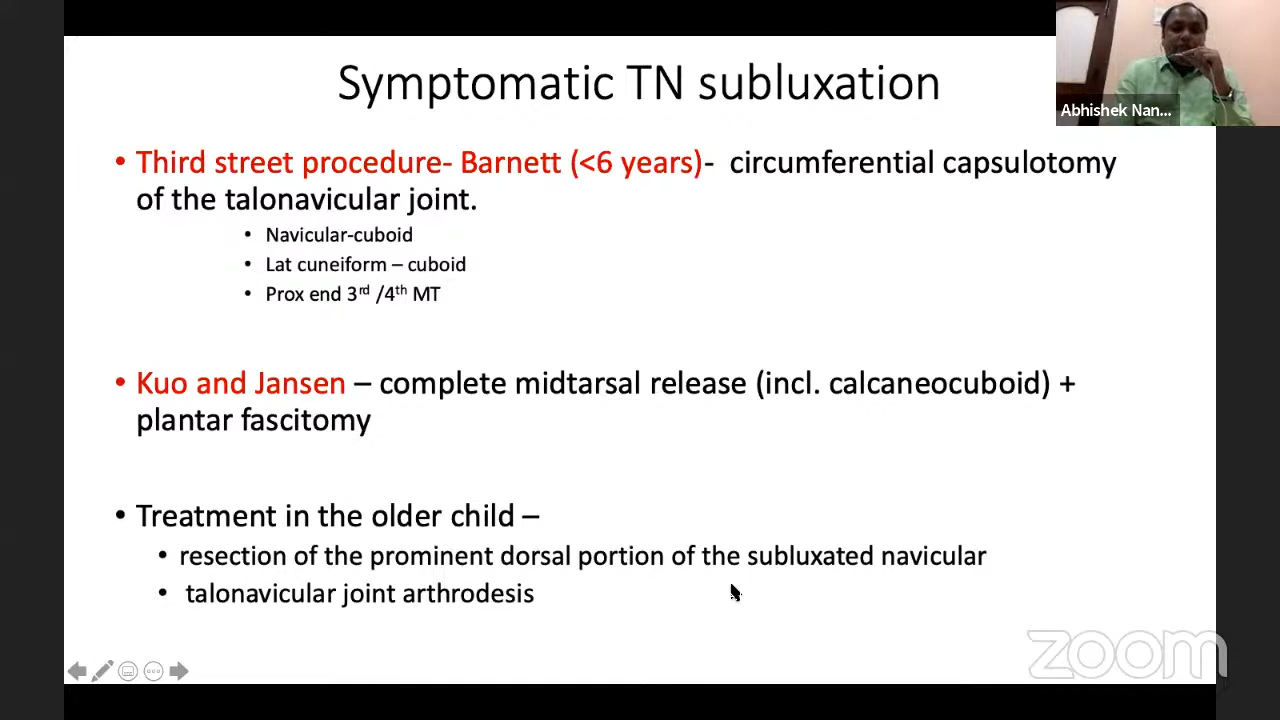 Symptomatic TN subluxation
Abhishek Nan...
• Third street procedure- Barnett (<6 years)- circumferential capsulotomy
of the talonavicular joint.
• Navicular-cuboid
• Lat cuneiform – cuboid
• Prox end 3rd /4th MT
• Kuo and Jansen – complete midtarsal release (incl. calcaneocuboid) +
plantar fascitomy
• Treatment in the older child –
• resection of the prominent dorsal portion of the subluxated navicular
• talonavicular joint arthrodesis
zoom